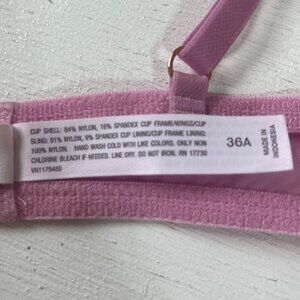 CUP SHELL: 84% NYLON, 16% SPANDEX CUP FRAME/WINGS/CUP
SLING: 91% NYLON, 9% SPANDEX CUP LINING/CUP FRAME LINING:
100% NYLON. HAND WASK COLD WITH LIKE COLORS. ONLY NON
CHLORINE BLEACH IF NEEDED. LINE DRY. DO NOT IRON. RN 17730
VN1179480
36A
MADE IN
INDONESIA